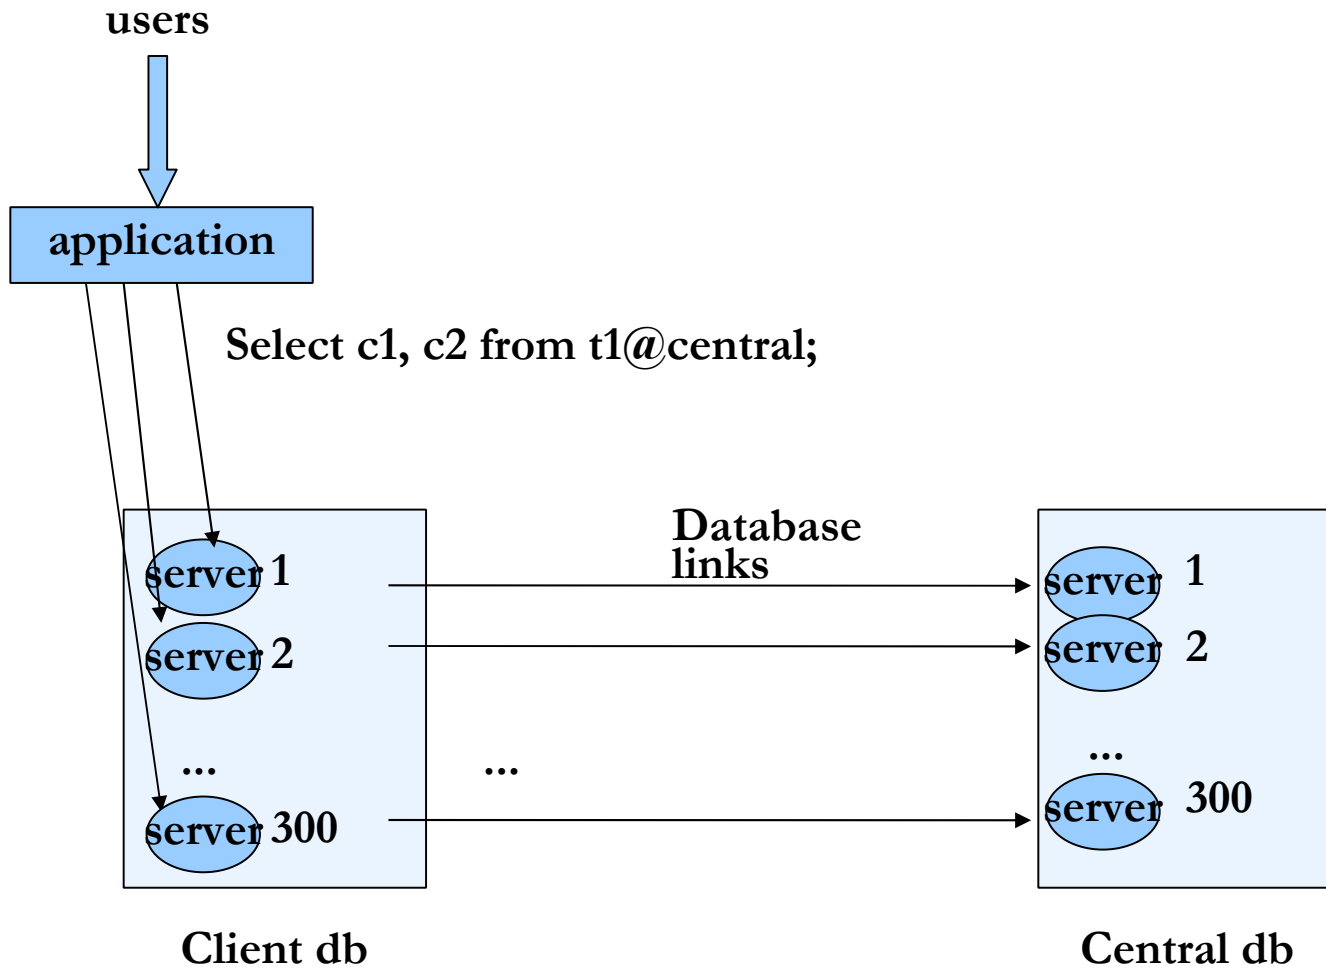 users
application
Select c1, c2 from t1@central;
Database
links
server 1
server 1
server 2
server 2
...
...
...
server 300
server 300
Client db
Central db